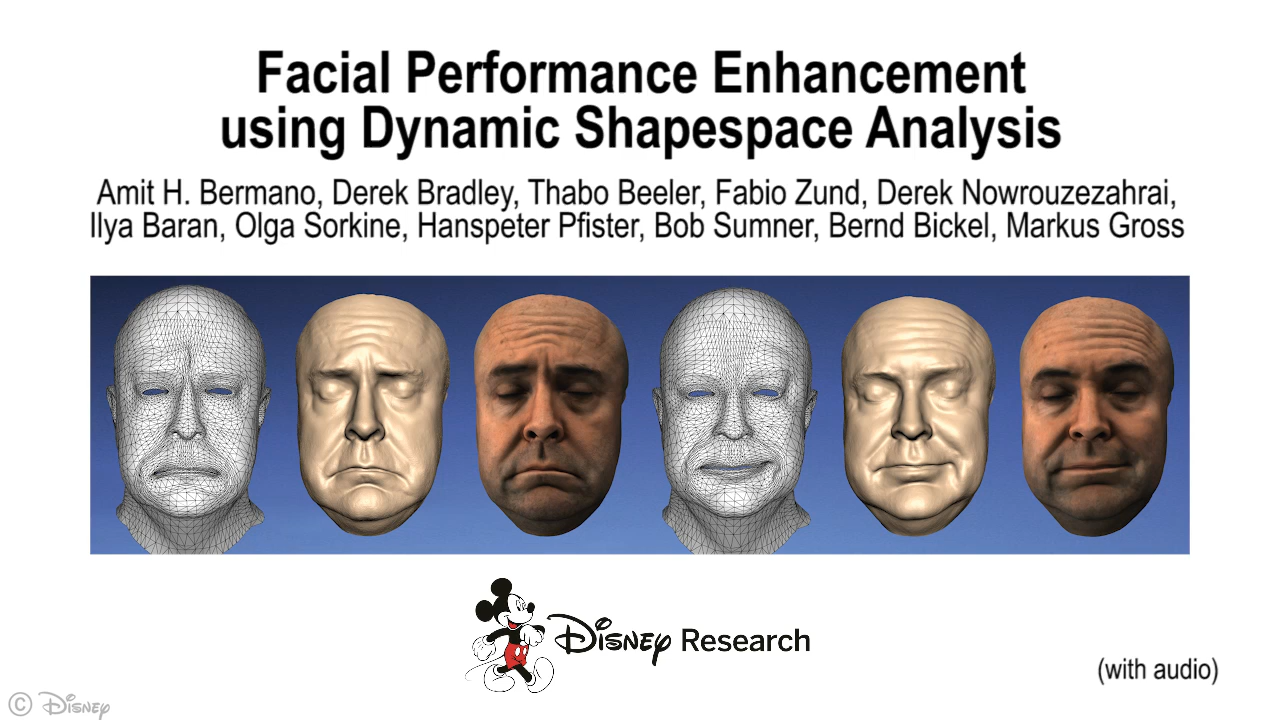 Facial Performance Enhancement
using Dynamic Shapespace Analysis
Amit H. Bermano, Derek Bradley, Thabo Beeler, Fabio Zund, Derek Nowrouzezahrai,
Ilya Baran, Olga Sorkine, Hanspeter Pfister, Bob Sumner, Bernd Bickel, Markus Gross
Disney Research
(with audio)
© Disney